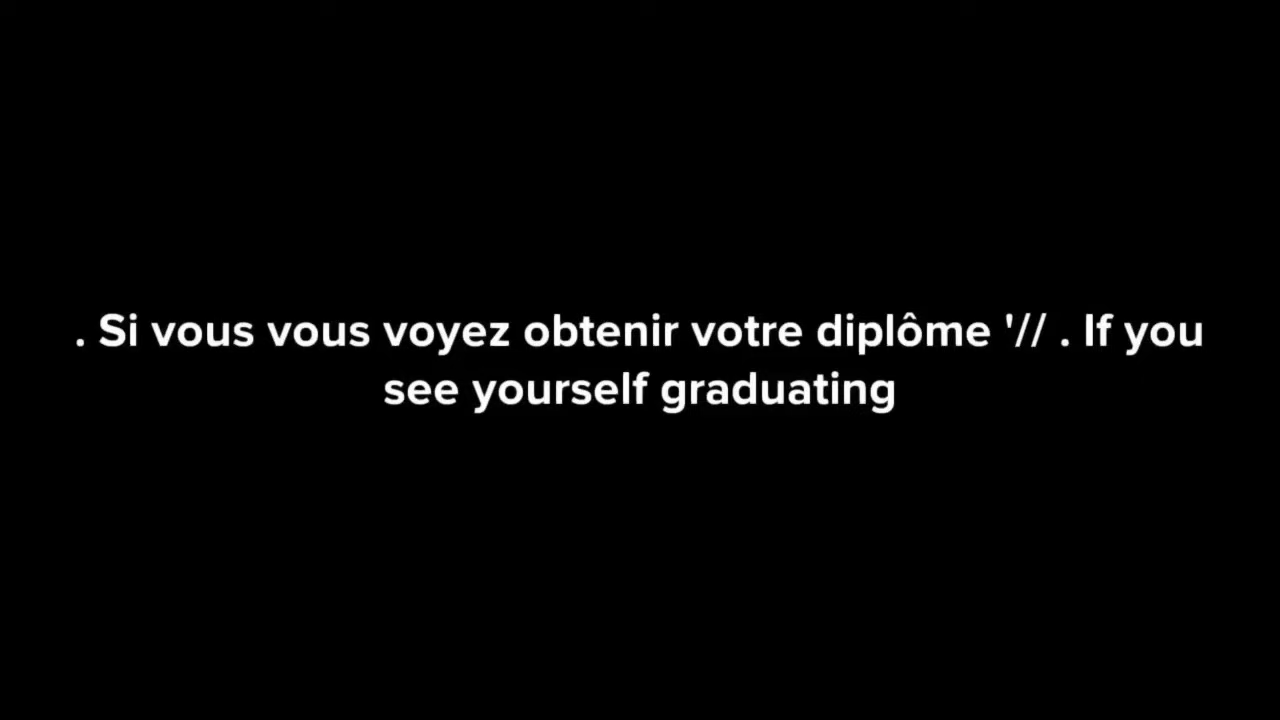 . Si vous vous voyez obtenir votre diplôme '// . If you
see yourself graduating